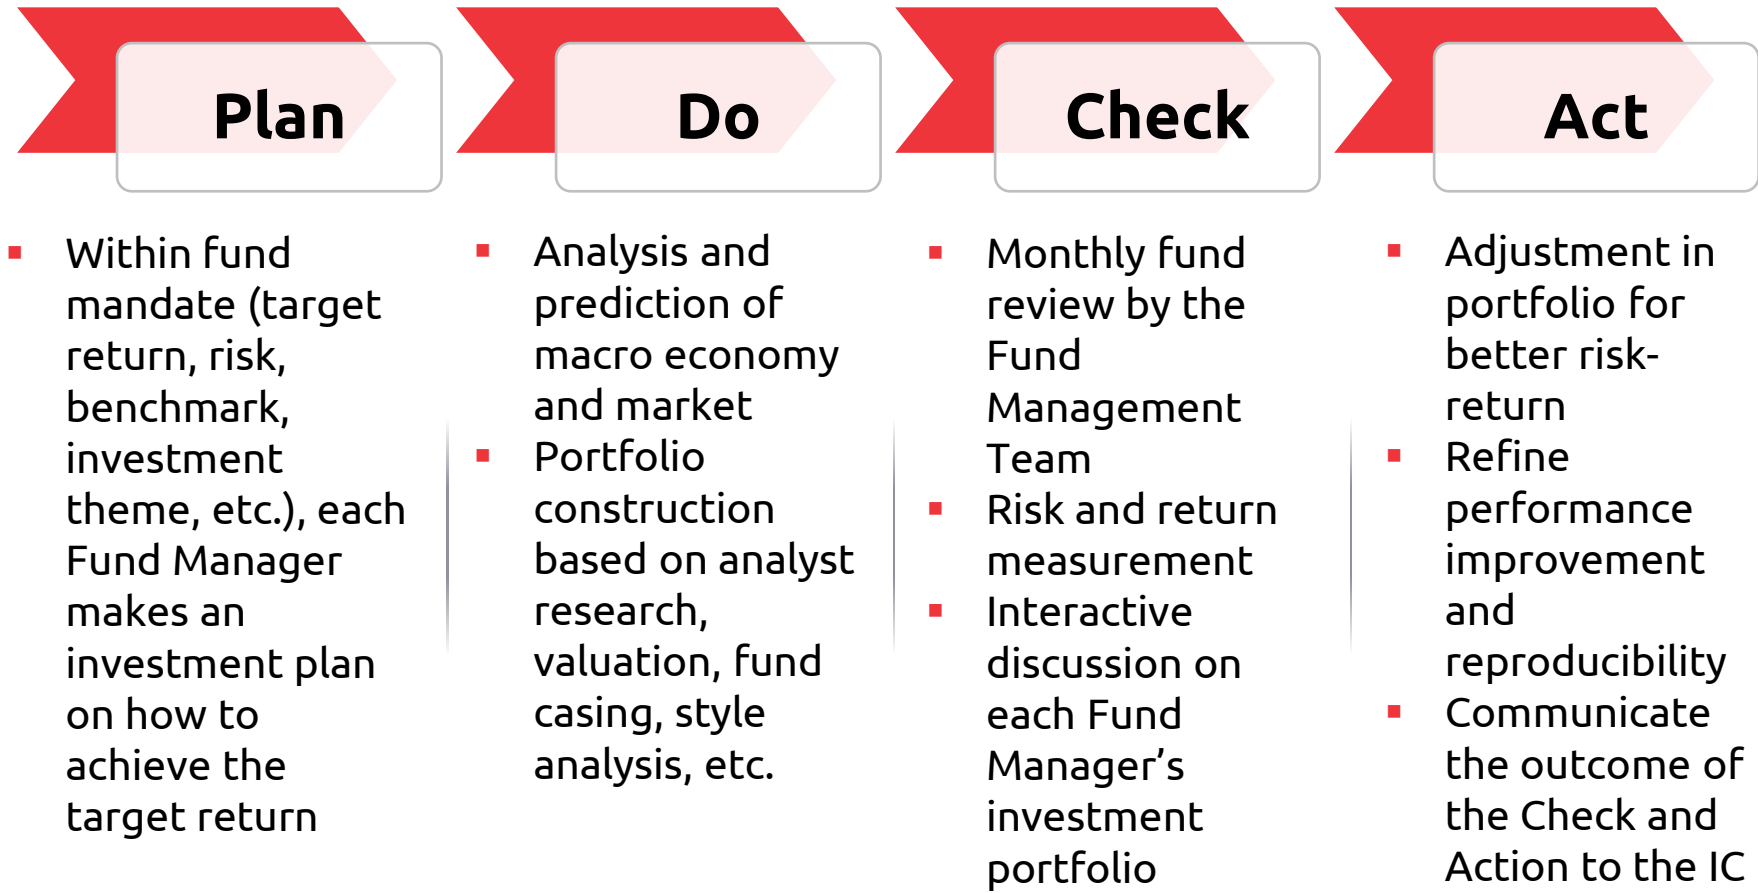 Plan
Within fund
mandate (target
return, risk,
benchmark,
investment
theme, etc.), each
Fund Manager
makes an
investment plan
on how to
achieve the
target return
Do
Analysis and
prediction of
macro economy
and market
Portfolio
construction
based on analyst
research,
valuation, fund
casing, style
analysis, etc.
Check
Monthly fund
review by the
Fund
Management
Team
Risk and return
measurement
Interactive
discussion on
each Fund
Manager’s
investment
portfolio
Act
Adjustment in
portfolio for
better risk-
return
Refine
performance
improvement
and
reproducibility
Communicate
the outcome of
the Check and
Action to the IC